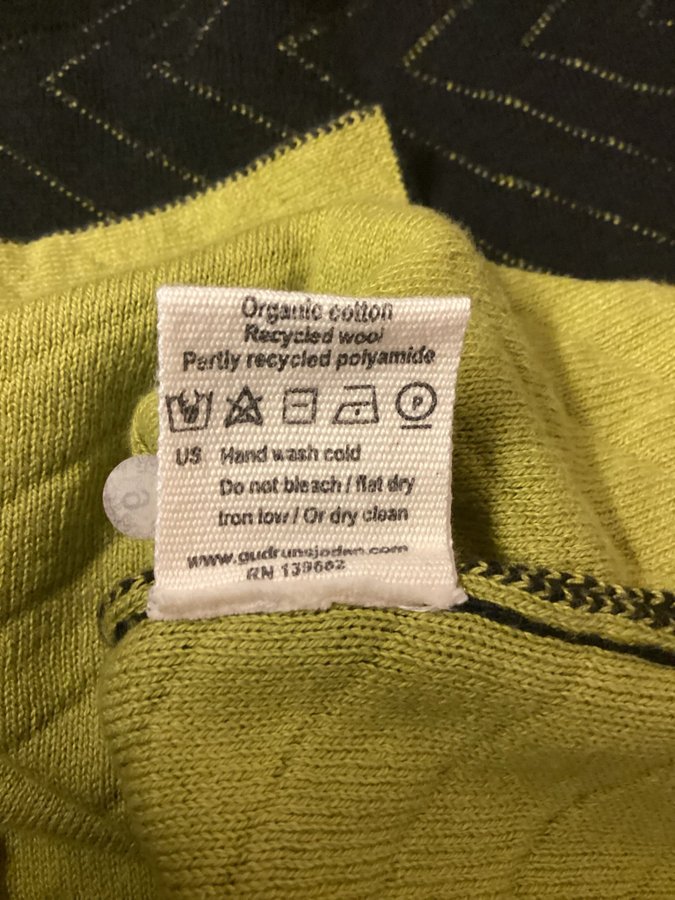 Organic cotton
Recycled wool
Partly recycled polyamide
P
US Hand wash cold
Do not bleach / flat dry
Iron low / Or dry clean
www.gudrunsjoden.com
RN 139662